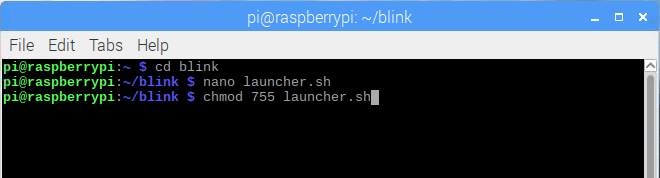 pi@raspberrypi: ~/blink
File Edit Tabs Help
pi@raspberrypi:~ $ cd blink
pi@raspberrypi:~/blink $ nano launcher.sh
pi@raspberrypi:~/blink $ chmod 755 launcher.sh